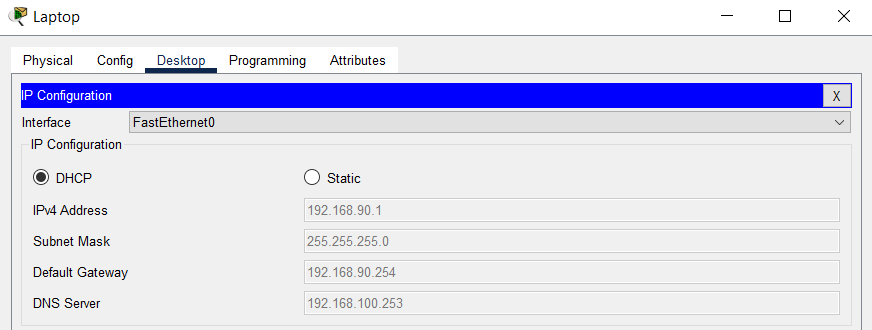 Laptop
Physical Config Desktop Programming Attributes
IP Configuration X
Interface FastEthernet0
IP Configuration
DHCP Static
IPv4 Address 192.168.90.1
Subnet Mask 255.255.255.0
Default Gateway 192.168.90.254
DNS Server 192.168.100.253